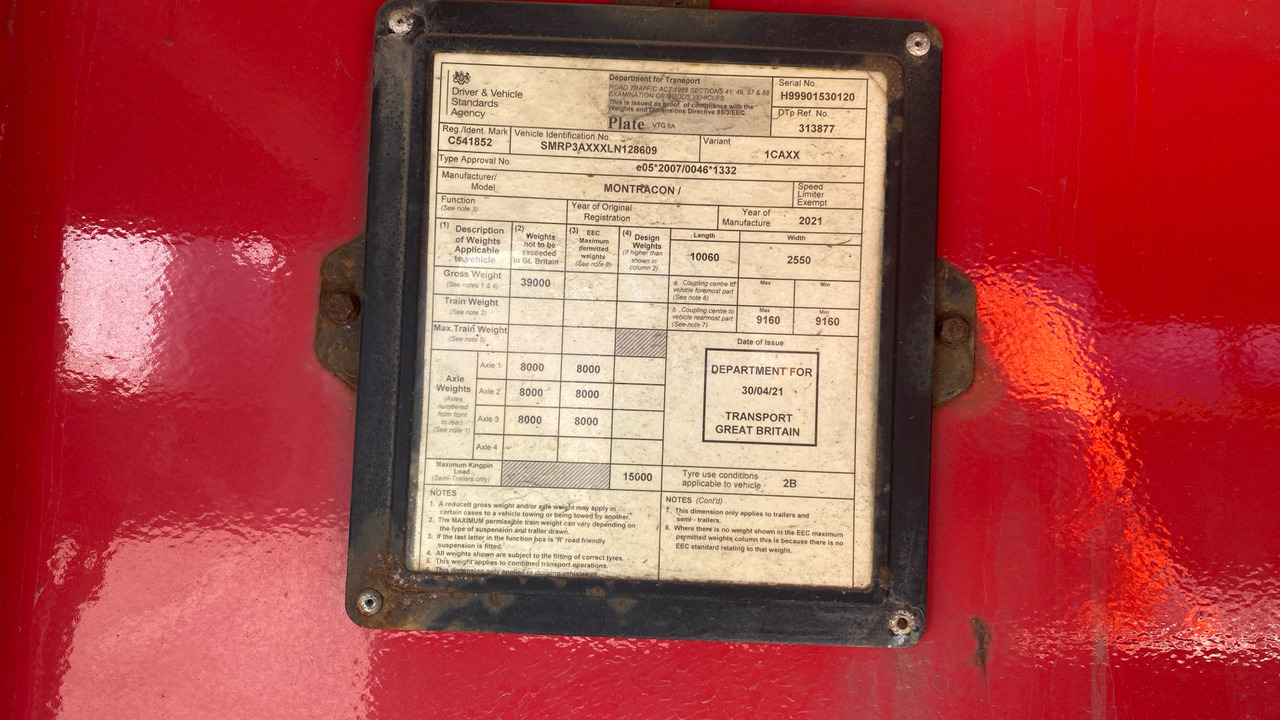 Driver & Vehicle
Standards
Agency
Department for Transport
ROAD TRAFFIC ACT 1988 SECTIONS 41, 49, 57 & 58
EXAMINATION OF GOODS VEHICLES
This is issued as proof of compliance with the
Weights and Dimensions Directive 85/3/EEC
Plate VTG 6A
Serial No.
H99901530120
DTp Ref. No.
313877
Reg./Ident. Mark
C541852
Vehicle Identification No.
SMRP3AXXXLN128609
Variant
1CAXX
Type Approval No.
e05*2007/0046*1332
Manufacturer/
Model
MONTRACON /
Speed
Limiter
Exempt
Function
(See note 3)
Year of Original
Registration
Year of
Manufacture
2021
(1) Description
of Weights
Applicable
to vehicle
(2)
Weights
not to be
exceeded
in Gt. Britain
(3) EEC
Maximum
permitted
weights
(See note 8)
(4) Design
Weights
(if higher than
shown in
column 2)
Length
10060
Width
2550
Gross Weight
(See notes 1 & 4)
39000
a. Coupling centre to
vehicle foremost part
(See note 6)
Max
Min
Train Weight
(See note 2)
b. Coupling centre to
vehicle rearmost part
(See note 7)
Max
9160
Min
9160
Max.Train Weight
(See note 5)
Date of Issue
DEPARTMENT FOR
30/04/21
TRANSPORT
GREAT BRITAIN
Axle
Weights
(Axles
numbered
from front
to rear)
(See note 1)
Axle 1
8000
8000
Axle 2
8000
8000
Axle 3
8000
8000
Axle 4
Maximum Kingpin
Load
(Semi-Trailers only)
15000
Tyre use conditions
applicable to vehicle
2B
NOTES
1. A reduced gross weight and/or axle weight may apply in
certain cases to a vehicle towing or being towed by another.
2. The MAXIMUM permissible train weight can vary depending on
the type of suspension and trailer drawn.
3. If the last letter in the function box is 'R' road friendly
suspension is fitted.
4. All weights shown are subject to the fitting of correct tyres.
5. This weight applies to combined transport operations.
6. This dimension only applied to drawing vehicles of
NOTES (Cont'd)
7. This dimension only applies to trailers and
semi - trailers.
8. Where there is no weight shown in the EEC maximum
permitted weights column this is because there is no
EEC standard relating to that weight.